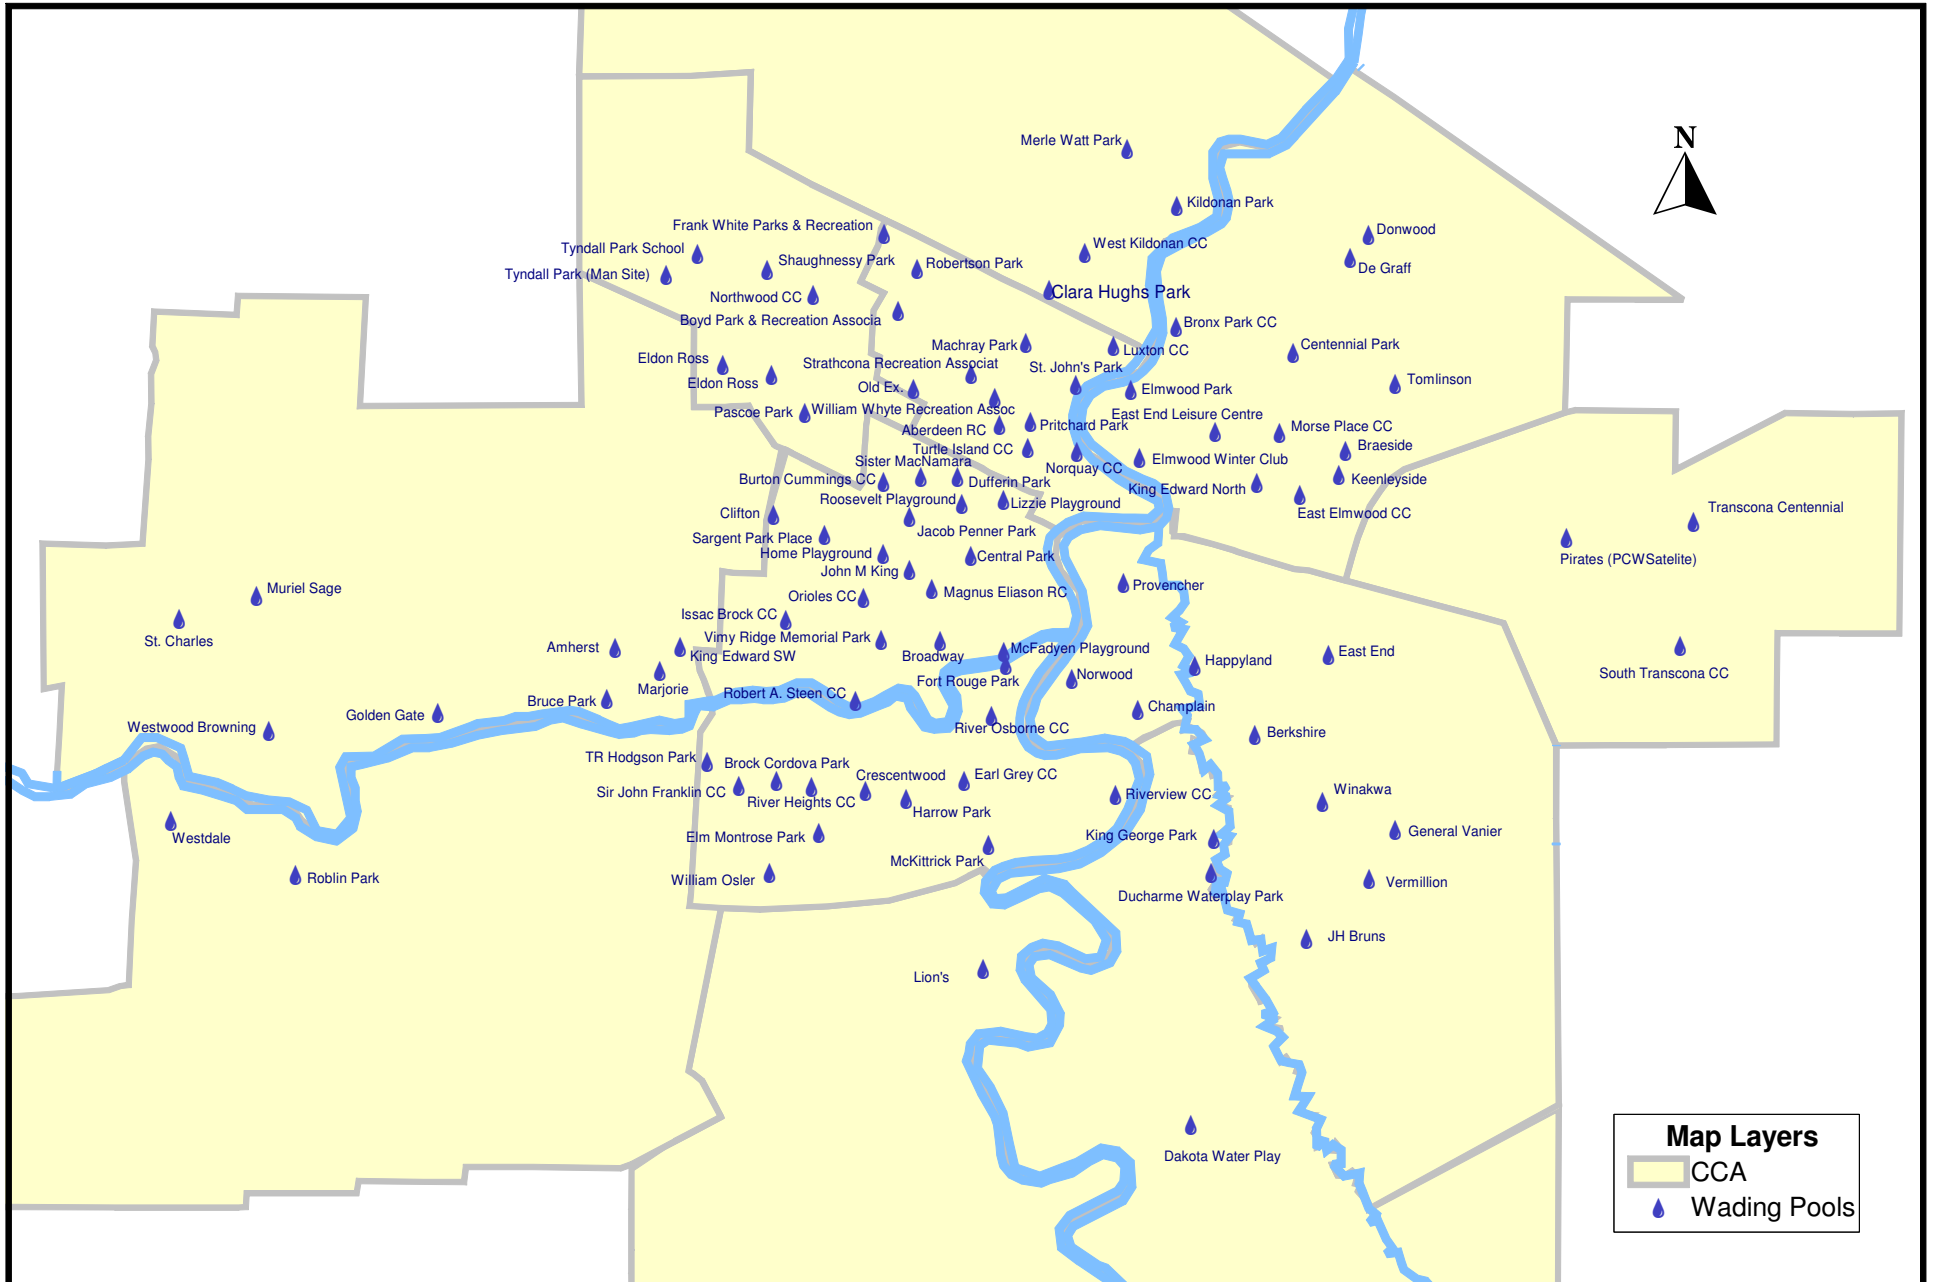 N
Merle Watt Park
Kildonan Park
Frank White Parks & Recreation
Donwood
Tyndall Park School
West Kildonan CC
Shaughnessy Park
Robertson Park
De Graff
Tyndall Park (Man Site)
Clara Hughs Park
Northwood CC
Boyd Park & Recreation Associa
Bronx Park CC
Machray Park
Luxton CC
Centennial Park
Eldon Ross
Strathcona Recreation Associat
St. John's Park
Eldon Ross
Old Ex.
Elmwood Park
Tomlinson
Pascoe Park
William Whyte Recreation Assoc
East End Leisure Centre
Aberdeen RC
Pritchard Park
Morse Place CC
Turtle Island CC
Braeside
Sister MacNamara
Norquay CC
Elmwood Winter Club
Burton Cummings CC
Dufferin Park
King Edward North
Keenleyside
Roosevelt Playground
Lizzie Playground
Clifton
East Elmwood CC
Transcona Centennial
Jacob Penner Park
Sargent Park Place
Home Playground
Central Park
Pirates (PCWSatelite)
John M King
Provencher
Muriel Sage
Orioles CC
Magnus Eliason RC
Issac Brock CC
St. Charles
Vimy Ridge Memorial Park
Amherst
King Edward SW
Broadway
McFadyen Playground
Happyland
East End
Marjorie
Fort Rouge Park
Norwood
South Transcona CC
Bruce Park
Robert A. Steen CC
Golden Gate
Champlain
Westwood Browning
River Osborne CC
Berkshire
TR Hodgson Park
Brock Cordova Park
Crescentwood
Earl Grey CC
Sir John Franklin CC
River Heights CC
Harrow Park
Riverview CC
Winakwa
Westdale
Elm Montrose Park
King George Park
General Vanier
McKittrick Park
Roblin Park
William Osler
Ducharme Waterplay Park
Vermillion
JH Bruns
Lion's
Dakota Water Play
Map Layers
CCA
Wading Pools